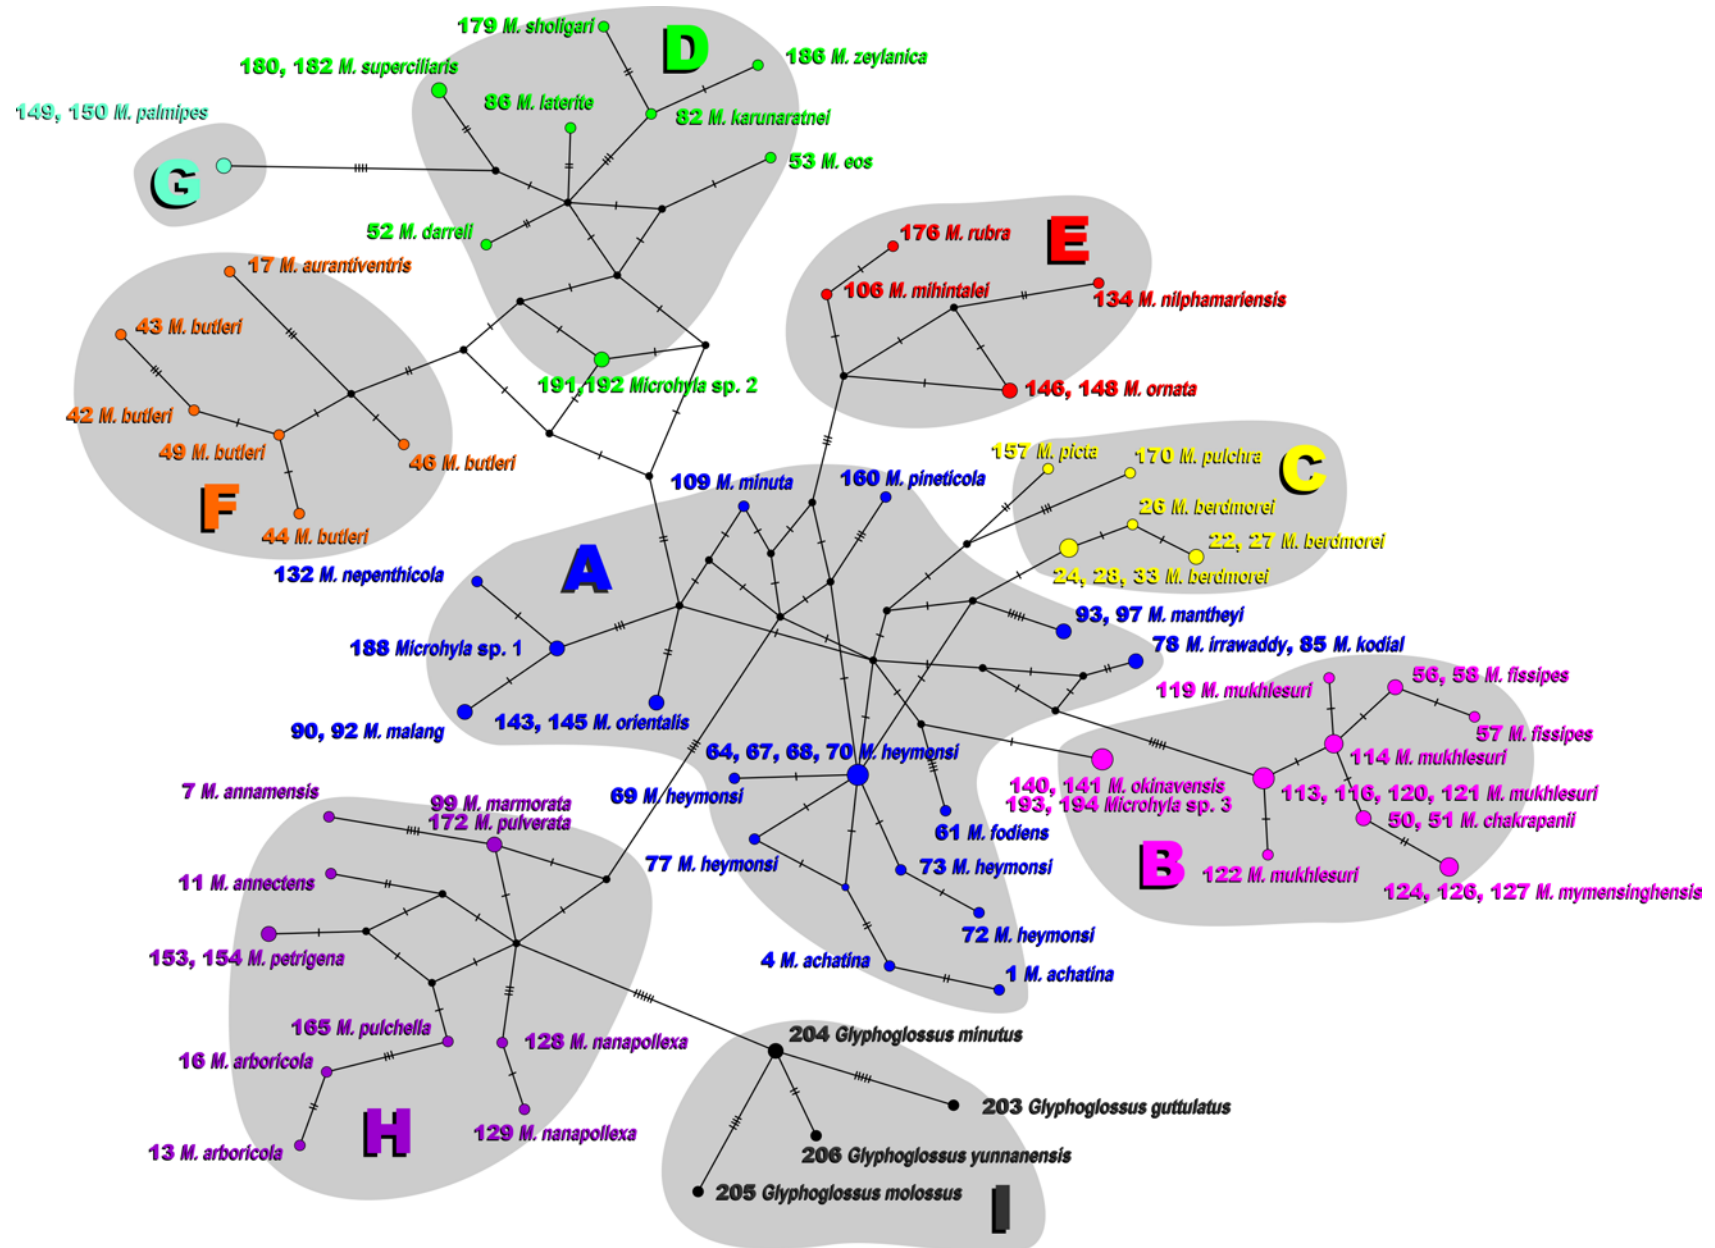 179 M. sholigari
D
186 M. zeylanica
180, 182 M. superciliaris
86 M. laterite
82 M. karunaratnei
149, 150 M. palmipes
53 M. eos
G
52 M. darreli
176 M. rubra
E
17 M. aurantiventris
106 M. mihintalei
134 M. nilphamariensis
43 M. butleri
191,192 Microhyla sp. 2
146, 148 M. ornata
42 M. butleri
49 M. butleri
46 M. butleri
157 M. picta
170 M. pulchra
C
109 M. minuta
160 M. pineticola
F
26 M. berdmorei
44 M. butleri
22, 27 M. berdmorei
A
132 M. nepenthicola
24, 28, 33 M. berdmorei
93, 97 M. mantheyi
188 Microhyla sp. 1
78 M. irrawaddy, 85 M. kodial
56, 58 M. fissipes
119 M. mukhlesuri
143, 145 M. orientalis
90, 92 M. malang
57 M. fissipes
64, 67, 68, 70 M. heymonsi
114 M. mukhlesuri
140, 141 M. okinavensis
193, 194 Microhyla sp. 3
113, 116, 120, 121 M. mukhlesuri
69 M. heymonsi
7 M. annamensis
99 M. marmorata
172 M. pulverata
50, 51 M. chakrapanii
61 M. fodiens
77 M. heymonsi
73 M. heymonsi
B
122 M. mukhlesuri
11 M. annectens
124, 126, 127 M. mymensinghensis
72 M. heymonsi
153, 154 M. petrigena
4 M. achatina
1 M. achatina
165 M. pulchella
204 Glyphoglossus minutus
128 M. nanapollexa
16 M. arboricola
203 Glyphoglossus guttulatus
H
129 M. nanapollexa
13 M. arboricola
206 Glyphoglossus yunnanensis
205 Glyphoglossus molossus
I